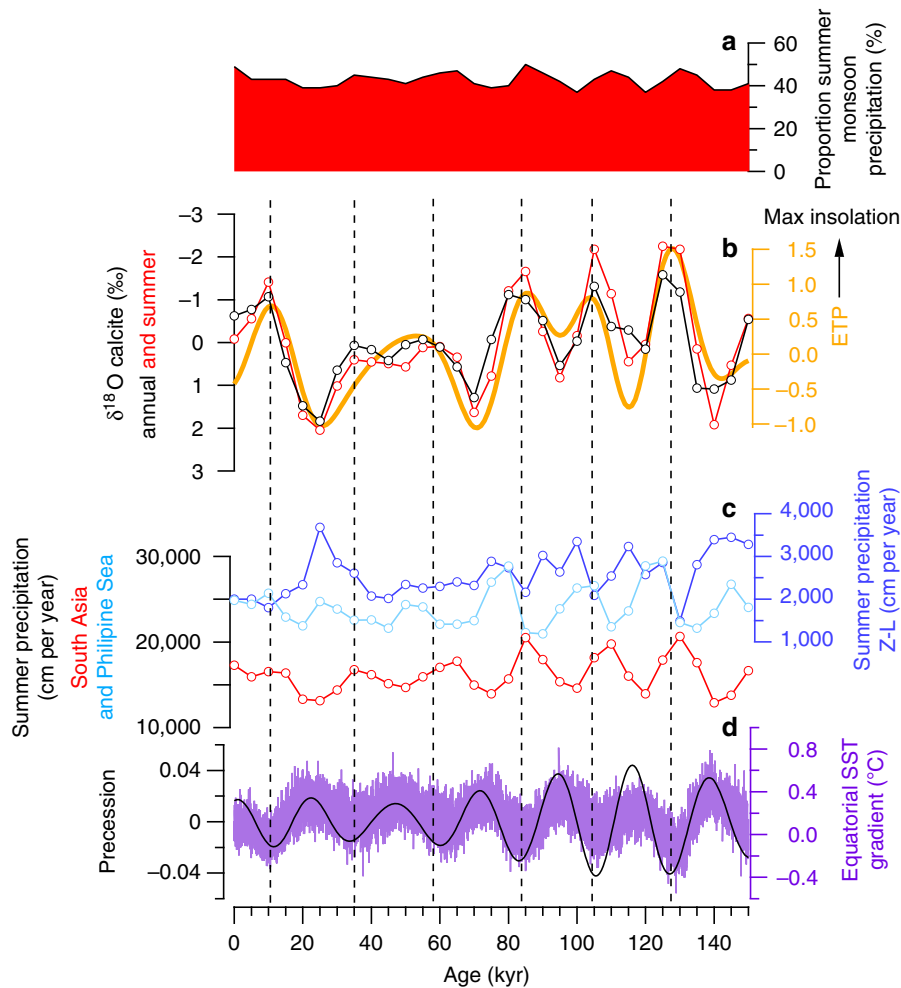 a
60
40
20
0
Proportion summer
monsoon
precipitation (%)
b
Max insolation
–3
–2
–1
0
1
2
3
δ18O calcite (‰)
annual and summer
1.5
1.0
0.5
0.0
–0.5
–1.0
ETP
c
30,000
20,000
10,000
Summer precipitation
(cm per year)
South Asia
and Philipine Sea
4,000
3,000
2,000
1,000
Summer precipitation
Z-L (cm per year)
d
0.04
0
–0.04
Precession
0.8
0.4
0.0
–0.4
Equatorial SST
gradient (°C)
0 20 40 60 80 100 120 140
Age (kyr)